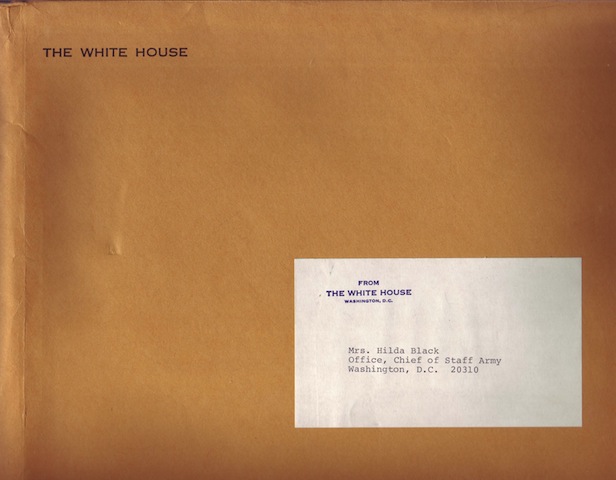 THE WHITE HOUSE
FROM
THE WHITE HOUSE
WASHINGTON, D.C.
Mrs. Hilda Black
Office, Chief of Staff Army
Washington, D.C.  20310